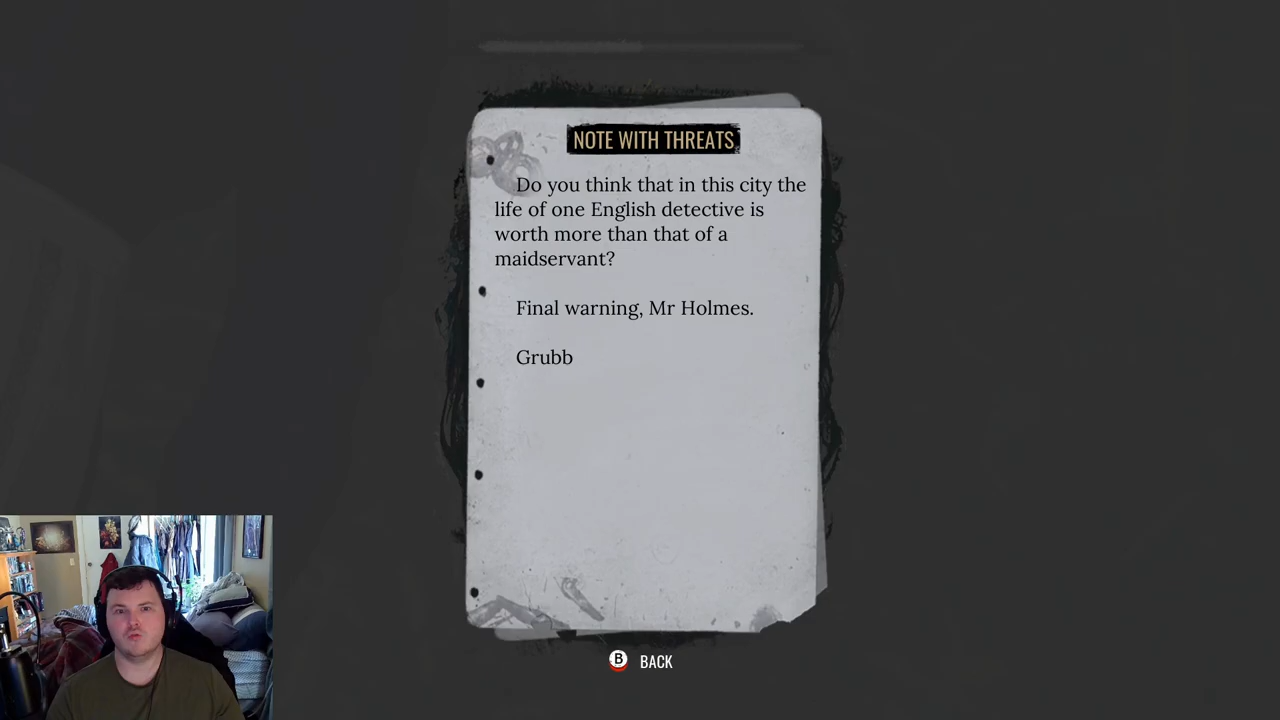 NOTE WITH THREATS
Do you think that in this city the
life of one English detective is
worth more than that of a
maidservant?
Final warning, Mr Holmes.
Grubb
B BACK